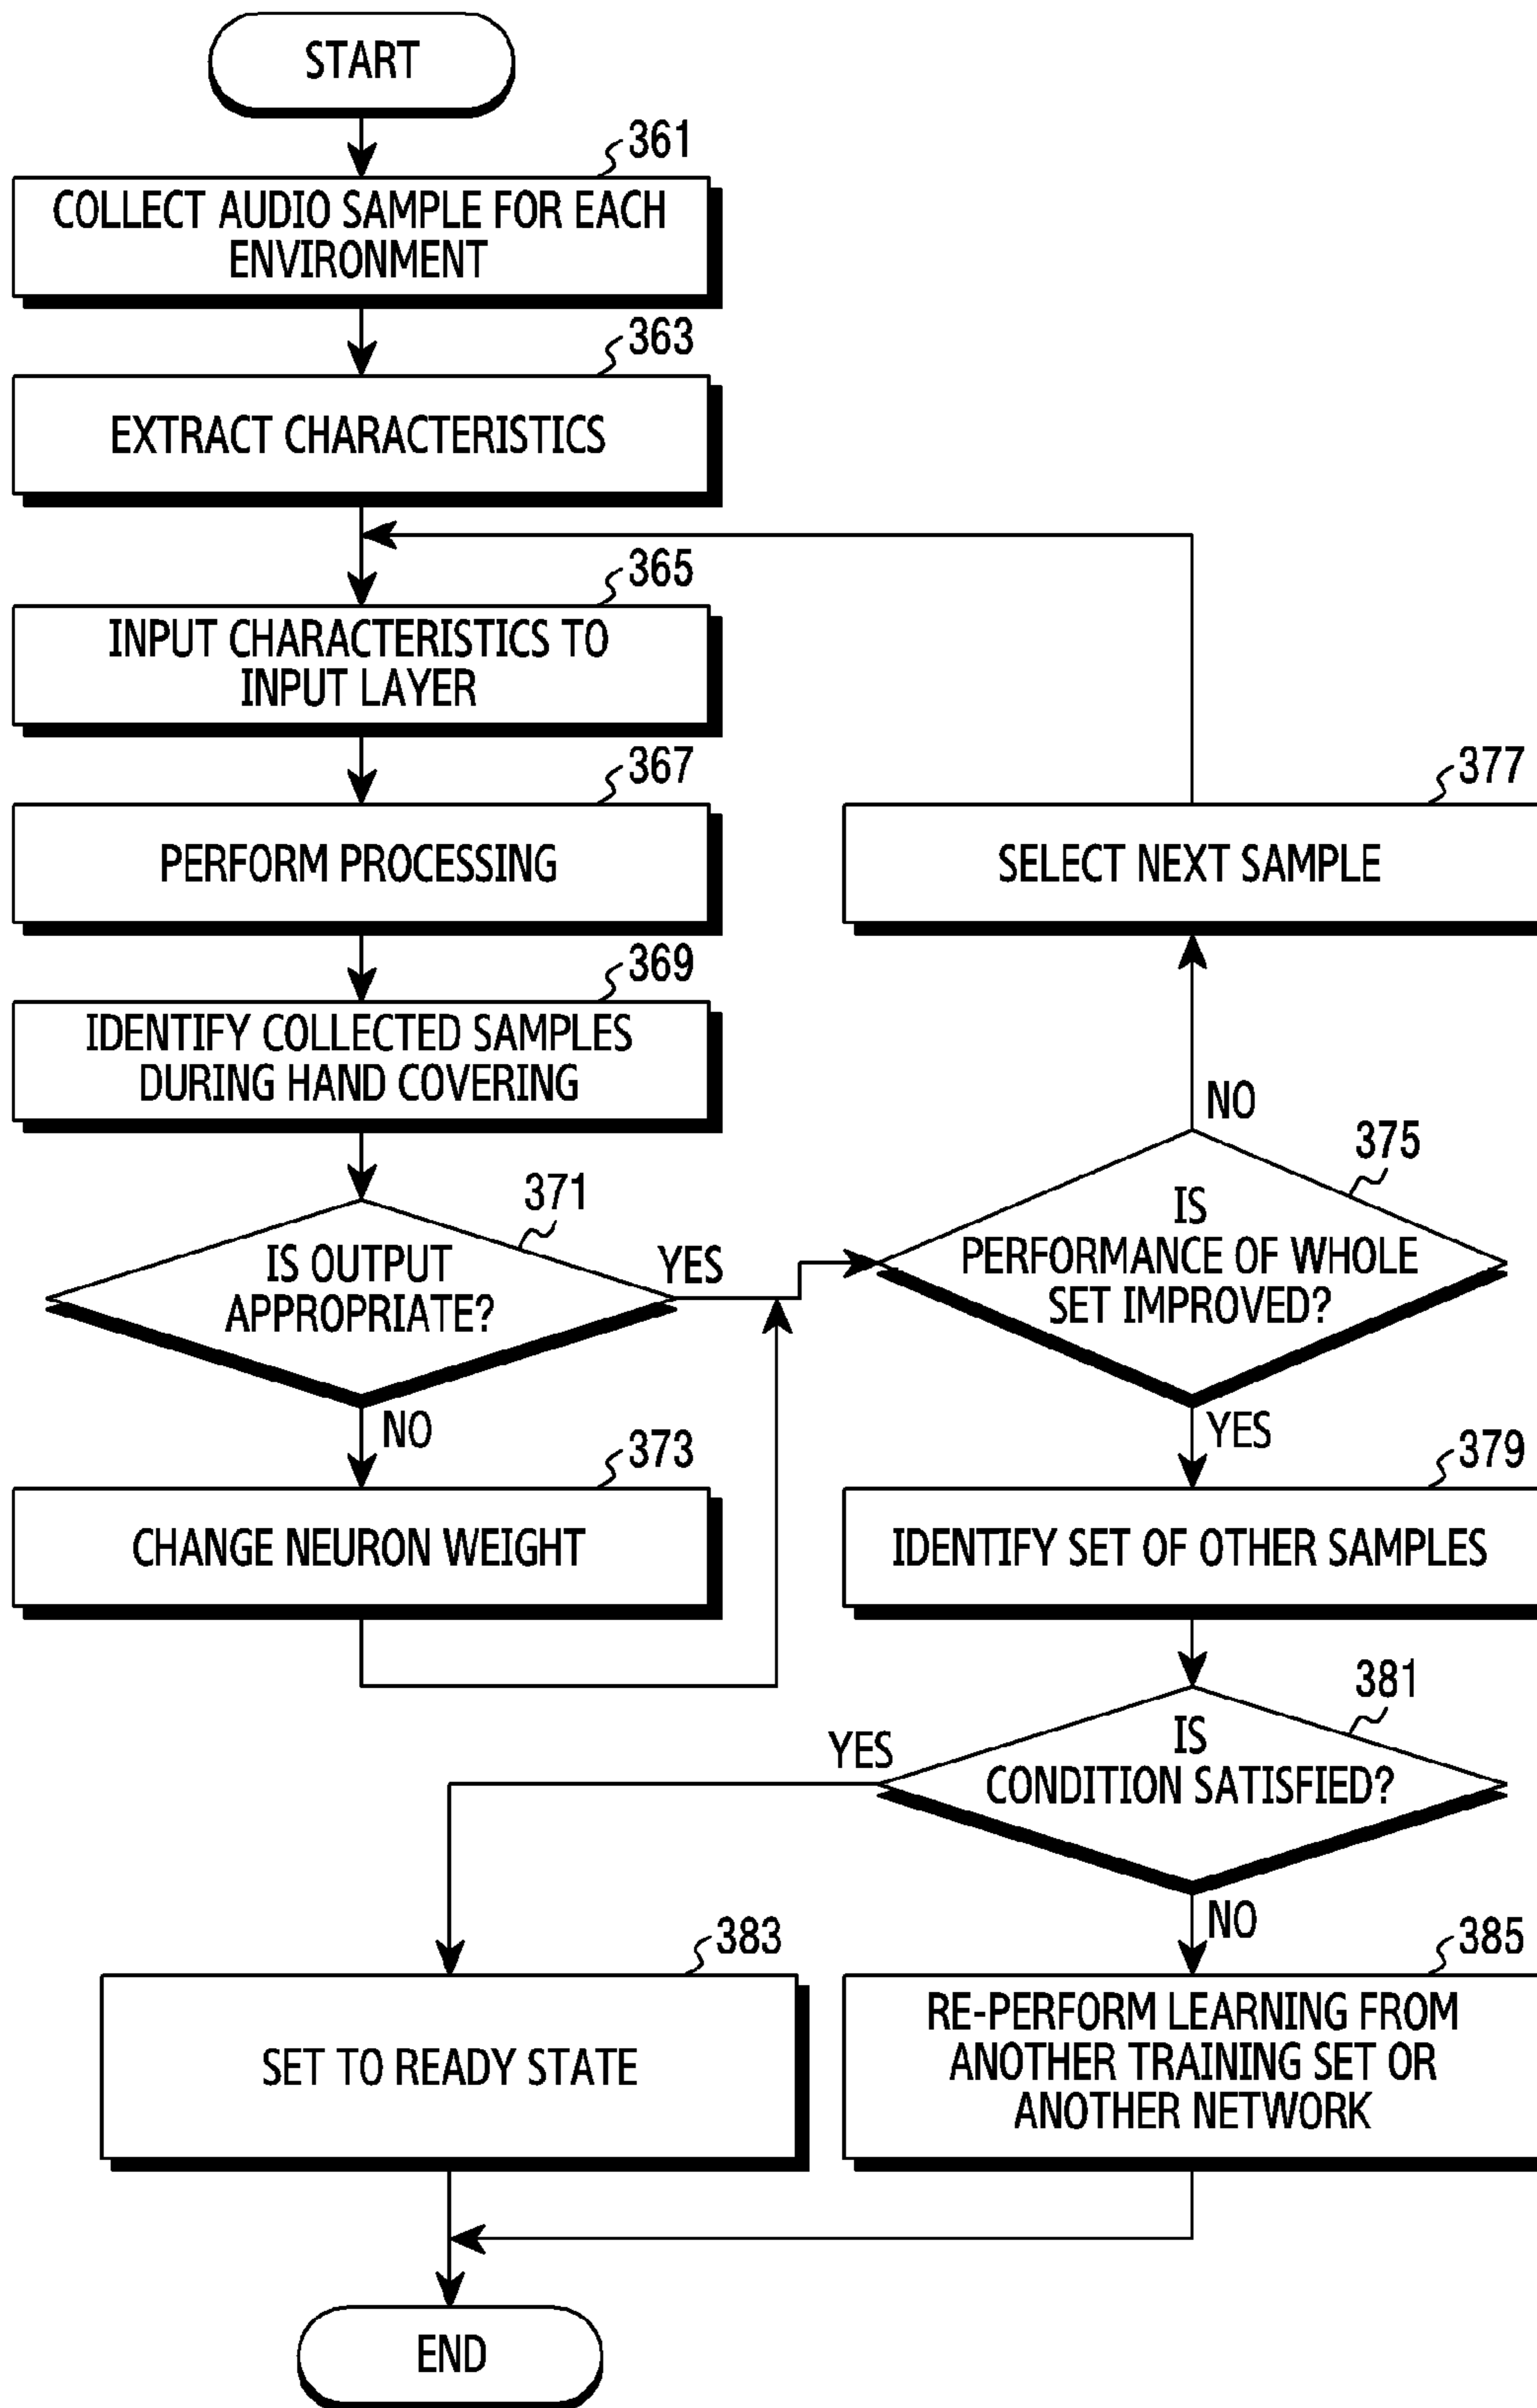 START
361
COLLECT AUDIO SAMPLE FOR EACH
ENVIRONMENT
363
EXTRACT CHARACTERISTICS
365
INPUT CHARACTERISTICS TO
INPUT LAYER
367
PERFORM PROCESSING
369
IDENTIFY COLLECTED SAMPLES
DURING HAND COVERING
371
IS OUTPUT
APPROPRIATE?
YES
NO
373
CHANGE NEURON WEIGHT
375
IS
PERFORMANCE OF WHOLE
SET IMPROVED?
NO
377
SELECT NEXT SAMPLE
YES
379
IDENTIFY SET OF OTHER SAMPLES
381
IS
CONDITION SATISFIED?
YES
383
SET TO READY STATE
NO
385
RE-PERFORM LEARNING FROM
ANOTHER TRAINING SET OR
ANOTHER NETWORK
END